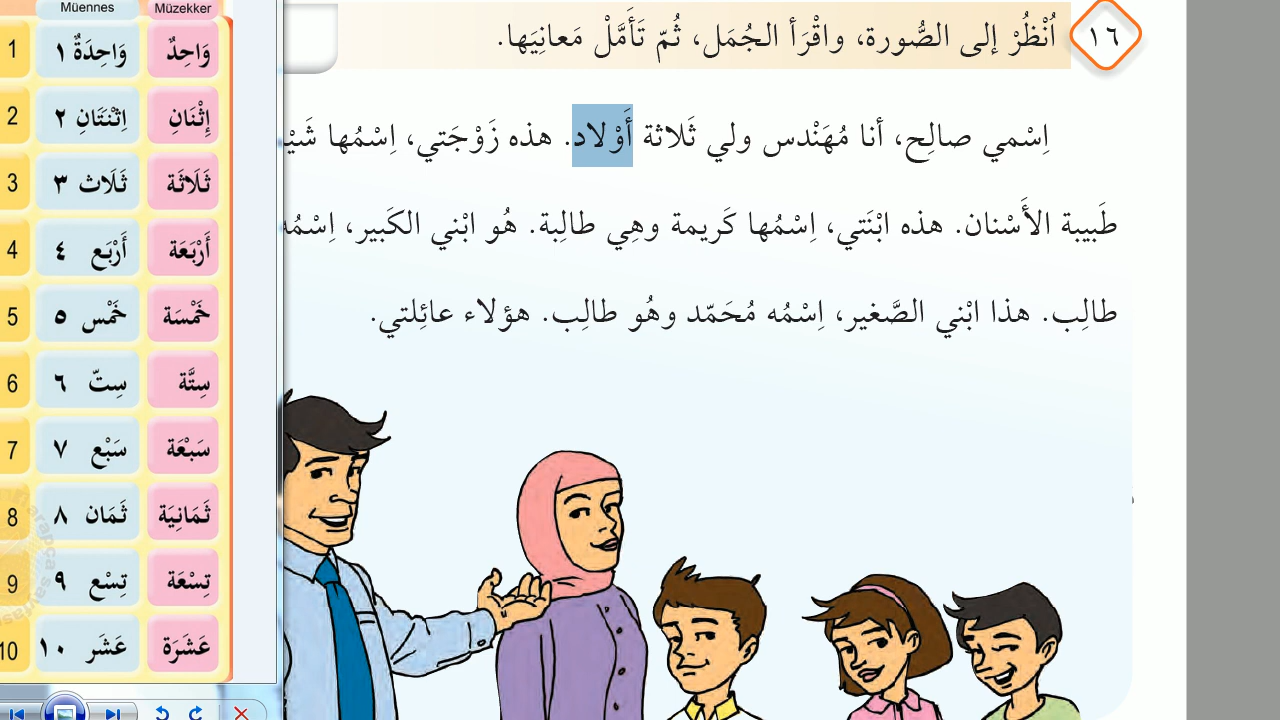 Müennes Müzekker
1 وَاحِدَةٌ ١ وَاحِدٌ
2 اِثْنَتَانِ ٢ إِثْنَانِ
3 ثَلَاث ٣ ثَلَاثَة
4 أَرْبَع ٤ أَرْبَعَة
5 خَمْس ٥ خَمْسَة
6 سِتّ ٦ سِتَّة
7 سَبْع ٧ سَبْعَة
8 ثَمَان ٨ ثَمَانِيَة
9 تِسْع ٩ تِسْعَة
10 عَشَر ١٠ عَشَرَة
١٦ اُنْظُرْ إلى الصُّورة، واقْرَأ الجُمَل، ثُمّ تَأَمَّلْ مَعانِيَها.
اِسْمي صالِح، أنا مُهَنْدس ولي ثَلاثة أَوْلاد. هذه زَوْجَتي، اِسْمُها
طَبيبة الأَسْنان. هذه ابْنَتي، اِسْمُها كَريمة وهِي طالِبة. هُو ابْني الكَبير،
طالِب. هذا ابْني الصَّغير، اِسْمُه مُحَمّد وهُو طالِب. هؤلاء عائِلتي.